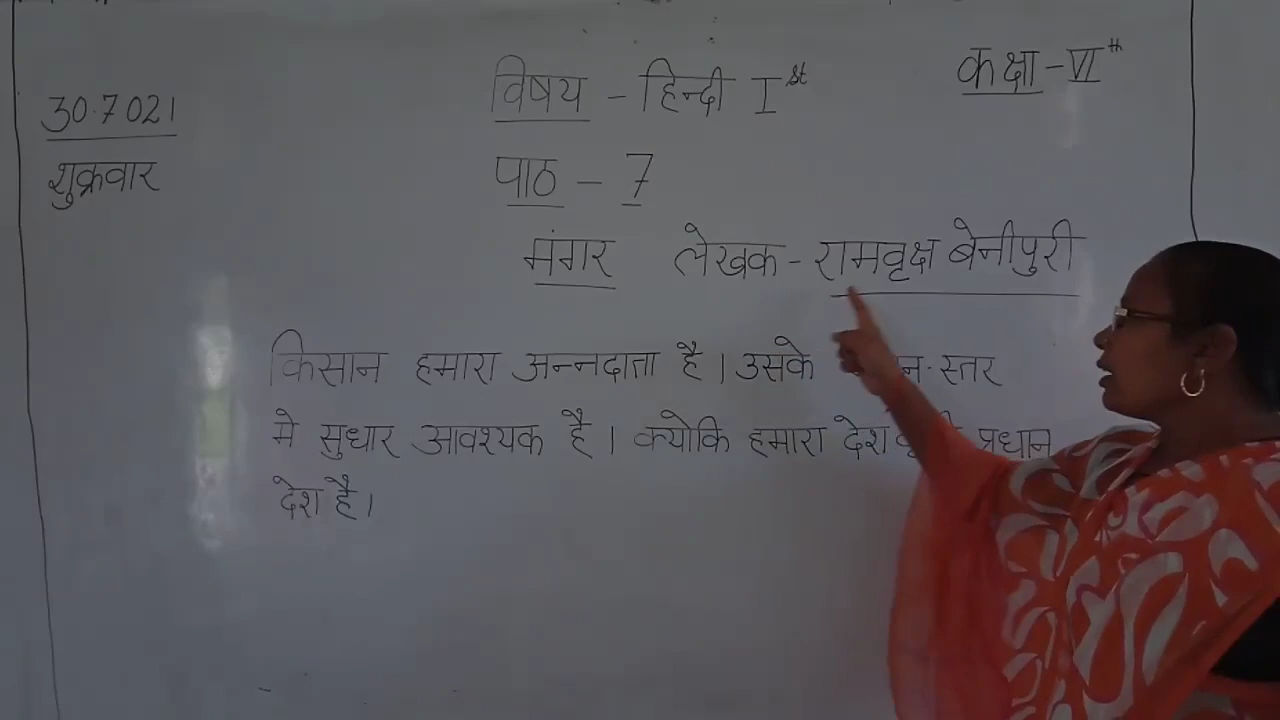 विषय - हिन्दी I st
कक्षा - VI th
30.7 021
शुक्रवार
पाठ - 7
मंगर लेखक - रामवृक्ष बेनीपुरी
किसान हमारा अन्नदाता है । उसके न-स्तर
मे सुधार आवश्यक है । क्योकि हमारा देश प्रधान
देश है ।